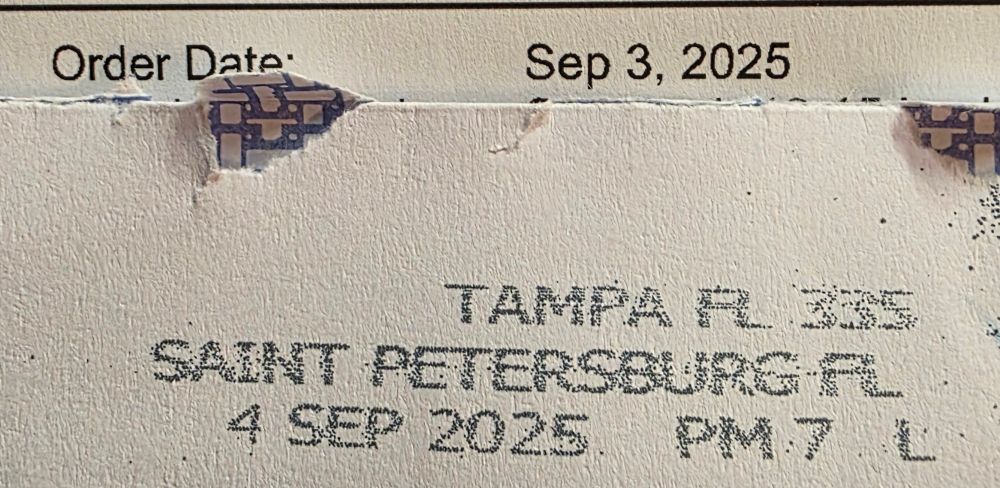 Order Date: Sep 3, 2025
TAMPA FL 335
SAINT PETERSBURG FL
4 SEP 2025 PM 7 L